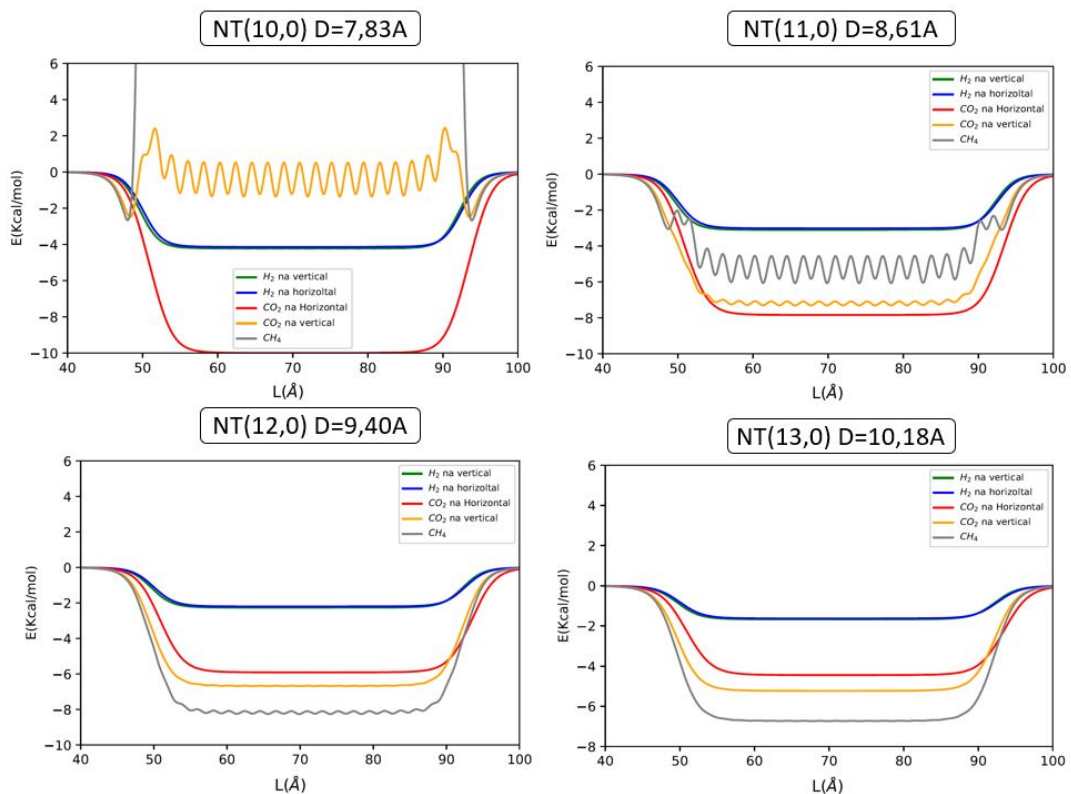 NT(10,0) D=7,83A
6
4
2
0
−2
−4
−6
−8
−10
E(Kcal/mol)
H₂ na vertical
H₂ na horizoltal
CO₂ na Horizontal
CO₂ na vertical
CH₄
40 50 60 70 80 90 100
L(Å)
NT(11,0) D=8,61A
6
4
2
0
−2
−4
−6
−8
−10
E(Kcal/mol)
H₂ na vertical
H₂ na horizoltal
CO₂ na Horizontal
CO₂ na vertical
CH₄
40 50 60 70 80 90 100
L(Å)
NT(12,0) D=9,40A
6
4
2
0
−2
−4
−6
−8
−10
E(Kcal/mol)
H₂ na vertical
H₂ na horizoltal
CO₂ na Horizontal
CO₂ na vertical
CH₄
40 50 60 70 80 90 100
L(Å)
NT(13,0) D=10,18A
6
4
2
0
−2
−4
−6
−8
E(Kcal/mol)
H₂ na vertical
H₂ na horizoltal
CO₂ na Horizontal
CO₂ na vertical
CH₄
40 50 60 70 80 90 100
L(Å)